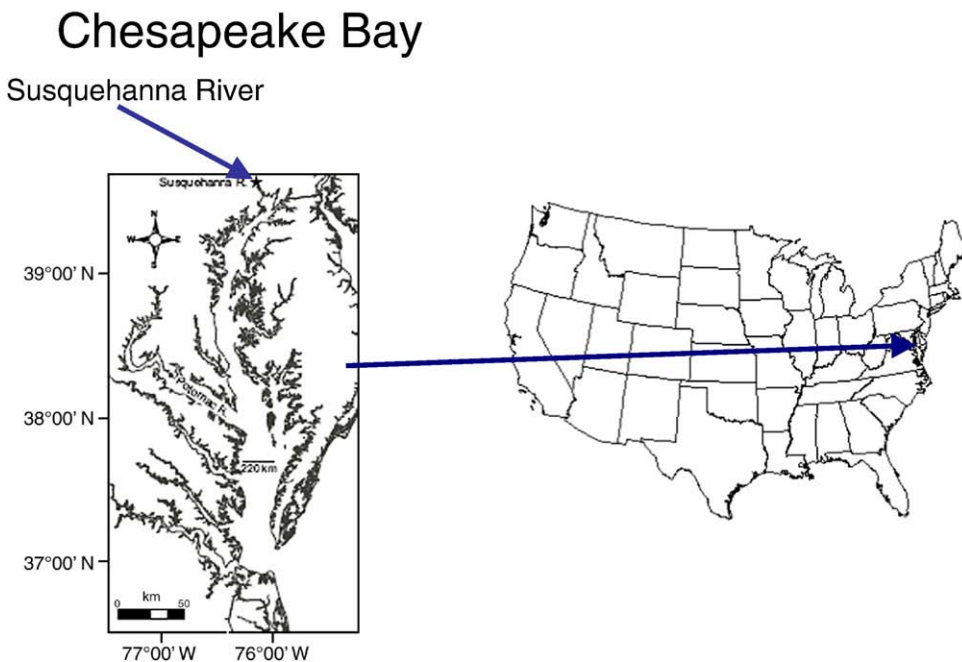 Chesapeake Bay
Susquehanna River
Susquehanna R.
N
W E
S
39°00' N
Potomac R.
38°00' N
220 km
37°00' N
km
0 50
77°00' W 76°00' W